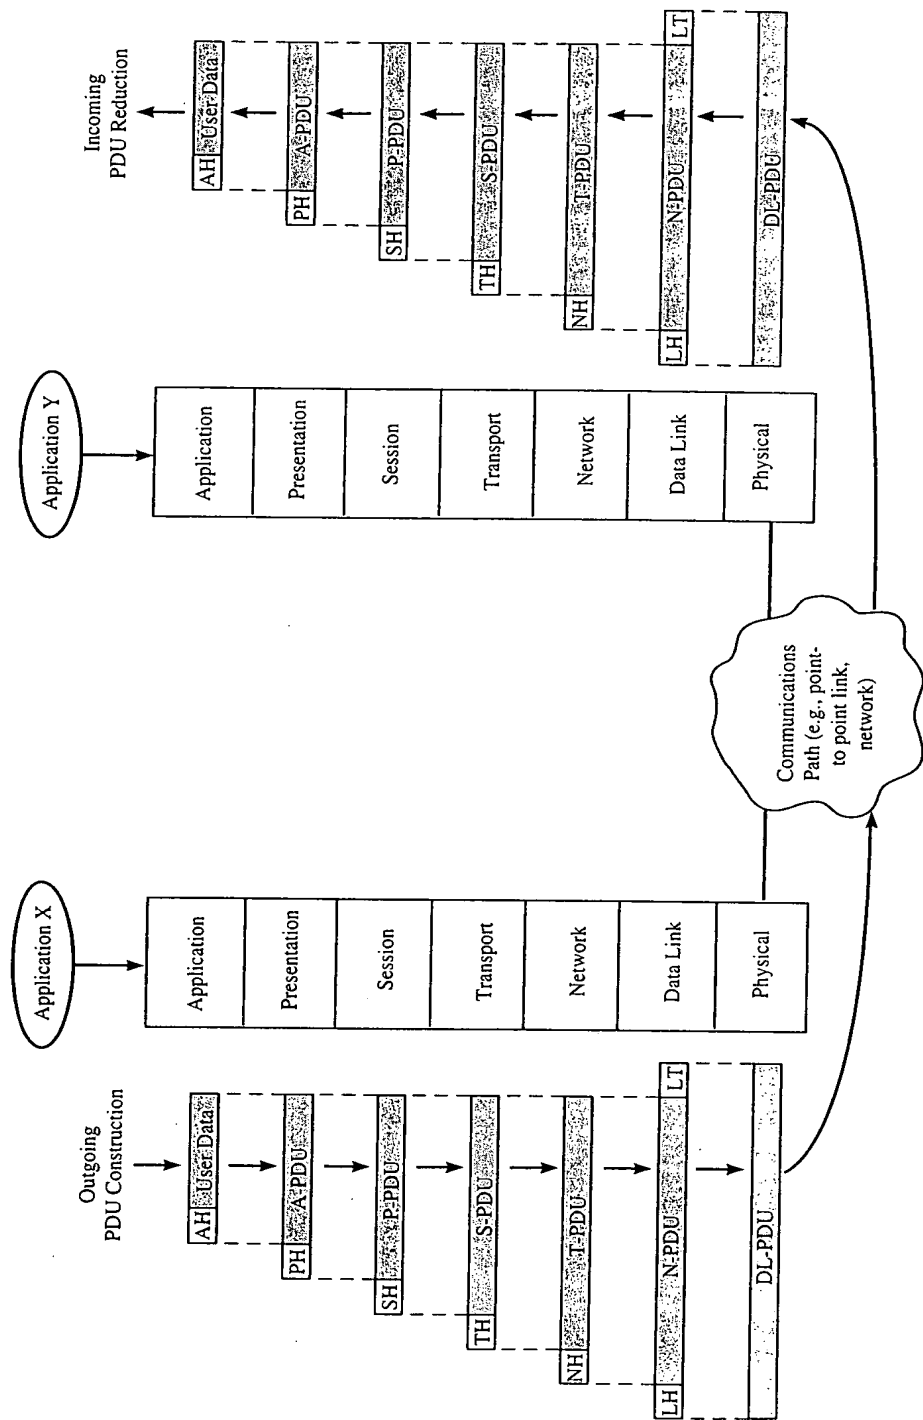 Outgoing
PDU Construction
AH User Data
PH A-PDU
SH P-PDU
TH S-PDU
NH T-PDU
LH N-PDU LT
DL-PDU
Application X
Application
Presentation
Session
Transport
Network
Data Link
Physical
Communications
Path (e.g., point-
to point link,
network)
Application Y
Application
Presentation
Session
Transport
Network
Data Link
Physical
Incoming
PDU Reduction
AH User Data
PH A-PDU
SH P-PDU
TH S-PDU
NH T-PDU
LH N-PDU LT
DL-PDU